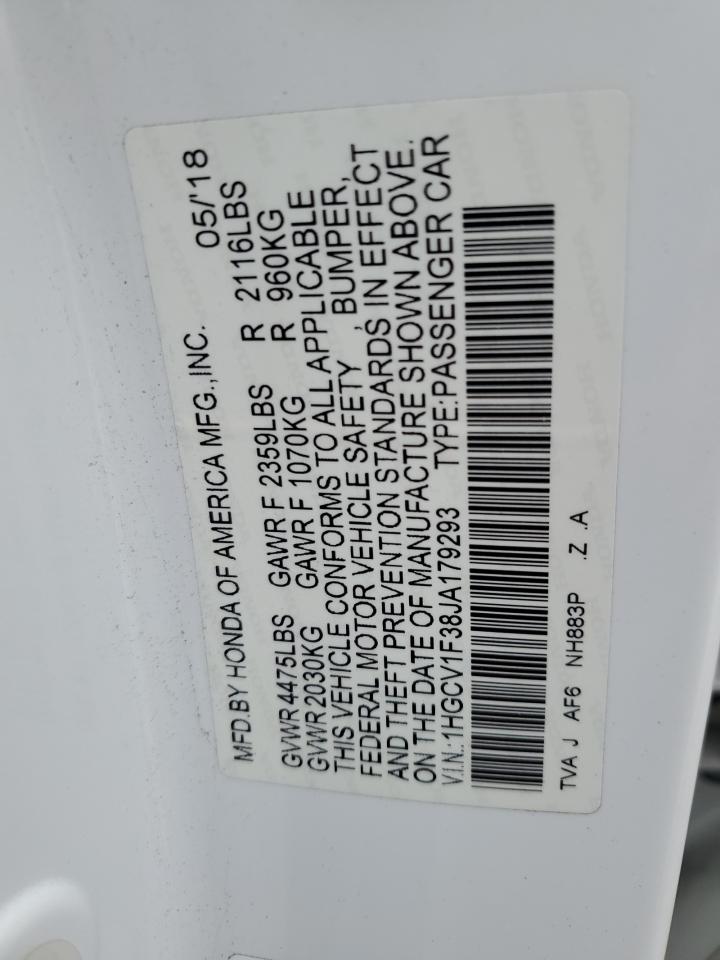 MFD.BY HONDA OF AMERICA MFG.,INC. 05/'18
GVWR 4475LBS GAWR F 2359LBS R 2116LBS
GVWR 2030KG GAWR F 1070KG R 960KG
THIS VEHICLE CONFORMS TO ALL APPLICABLE
FEDERAL MOTOR VEHICLE SAFETY, BUMPER,
AND THEFT PREVENTION STANDARDS IN EFFECT
ON THE DATE OF MANUFACTURE SHOWN ABOVE.
V.I.N.:1HGCV1F38JA179293 TYPE:PASSENGER CAR
TVA J AF6 NH883P .Z .A